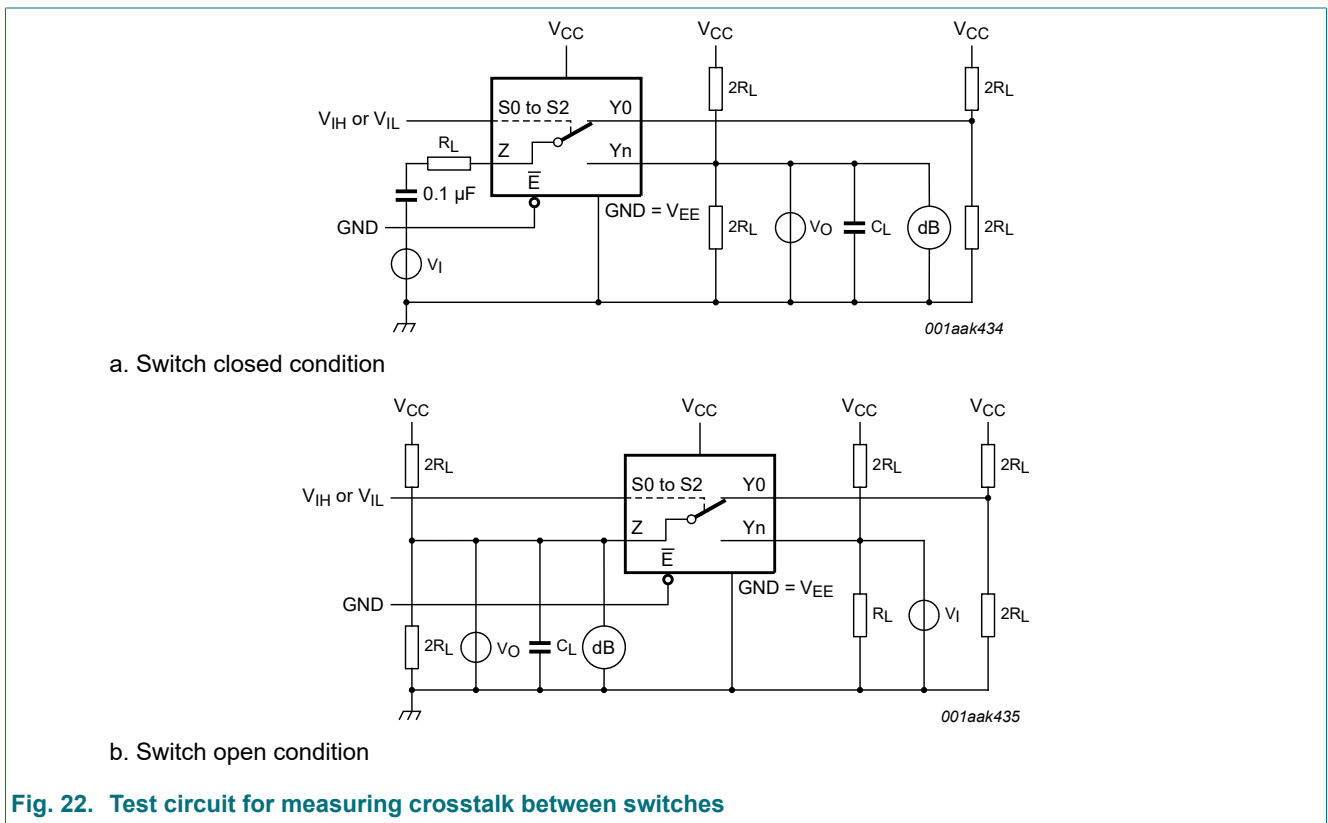 VCC VCC VCC
2RL 2RL
S0 to S2 Y0
VIH or VIL
RL Z Yn
E̅
0.1 µF
GND = VEE
GND 2RL VO CL dB 2RL
VI
001aak434
a. Switch closed condition
VCC VCC VCC VCC
2RL 2RL 2RL
S0 to S2 Y0
VIH or VIL
Z Yn
E̅
GND = VEE
GND RL VI 2RL
2RL VO CL dB
001aak435
b. Switch open condition
Fig. 22. Test circuit for measuring crosstalk between switches